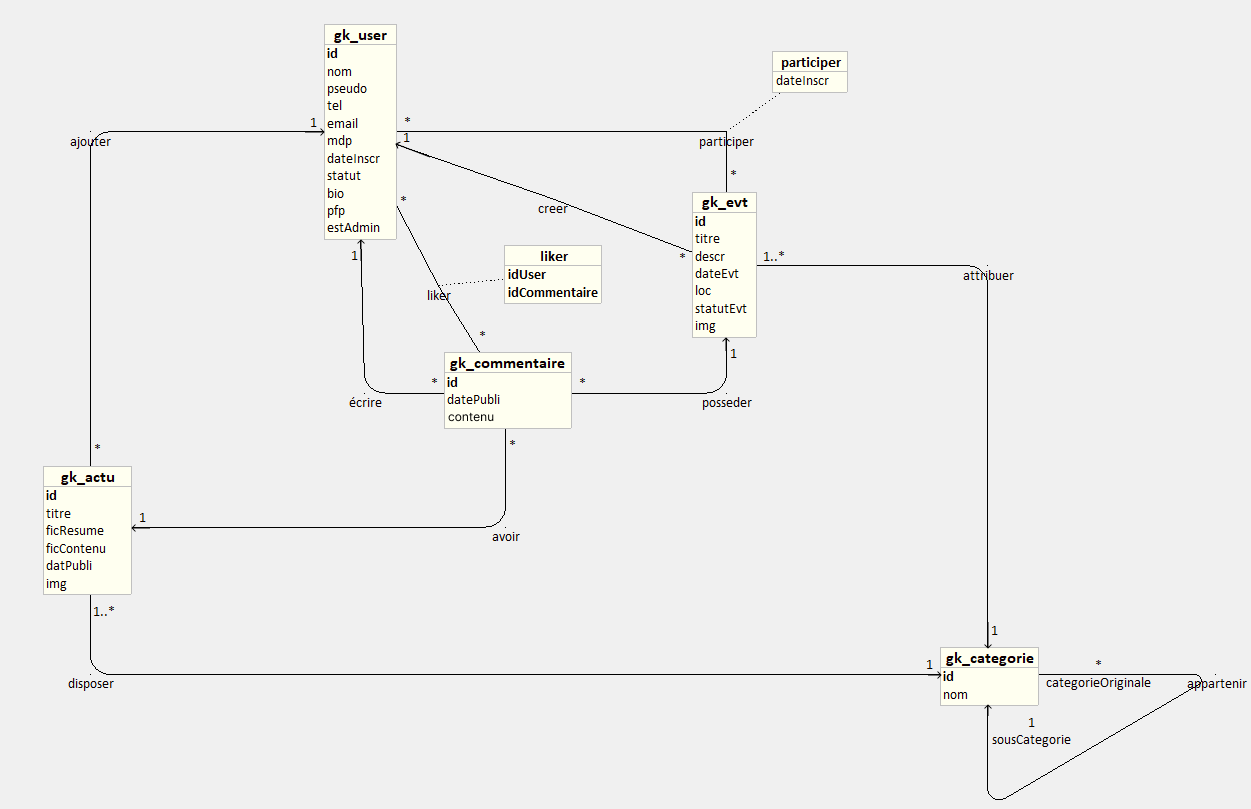 gk_user
id
nom
pseudo
tel
email
mdp
dateInscr
statut
bio
pfp
estAdmin
participer
dateInscr
ajouter
1
*
1
participer
*
creer
*
*
1
liker
idUser
idCommentaire
liker
*
gk_evt
id
titre
descr
dateEvt
loc
statutEvt
img
1..*
attribuer
1
gk_commentaire
id
datePubli
contenu
*
écrire
*
posseder
*
*
gk_actu
id
titre
ficResume
ficContenu
datPubli
img
1
avoir
1..*
disposer
1
1
gk_categorie
id
nom
*
categorieOriginale
appartenir
1
sousCategorie